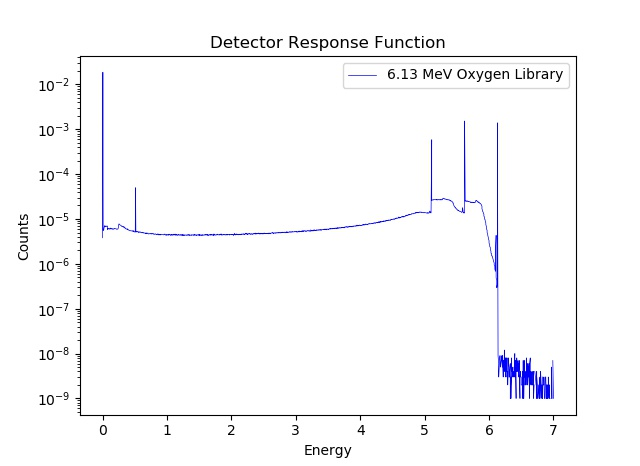 Detector Response Function
6.13 MeV Oxygen Library
Counts
10⁻²
10⁻³
10⁻⁴
10⁻⁵
10⁻⁶
10⁻⁷
10⁻⁸
10⁻⁹
0 1 2 3 4 5 6 7
Energy